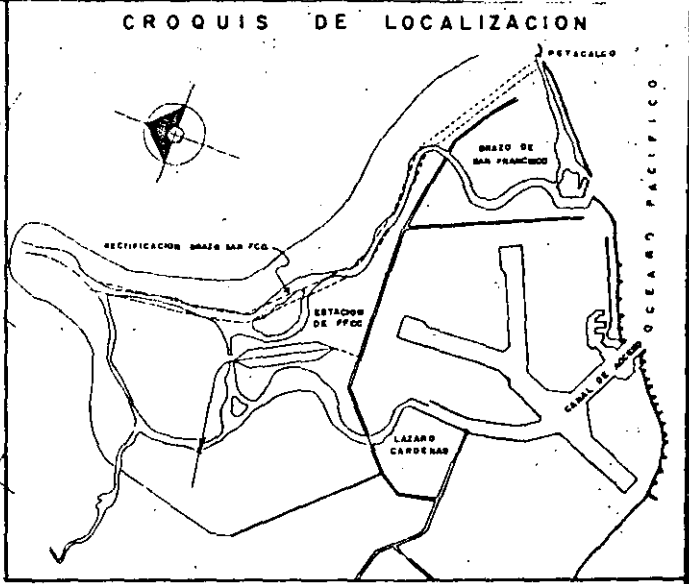 CROQUIS DE LOCALIZACION
PETACALCO
OCEANO PACIFICO
BRAZO DE
SAN FRANCISCO
RECTIFICACION BRAZO SAN FCO.
ESTACION
DE FFCC
CANAL DE ACCESO
LAZARO
CARDENAS